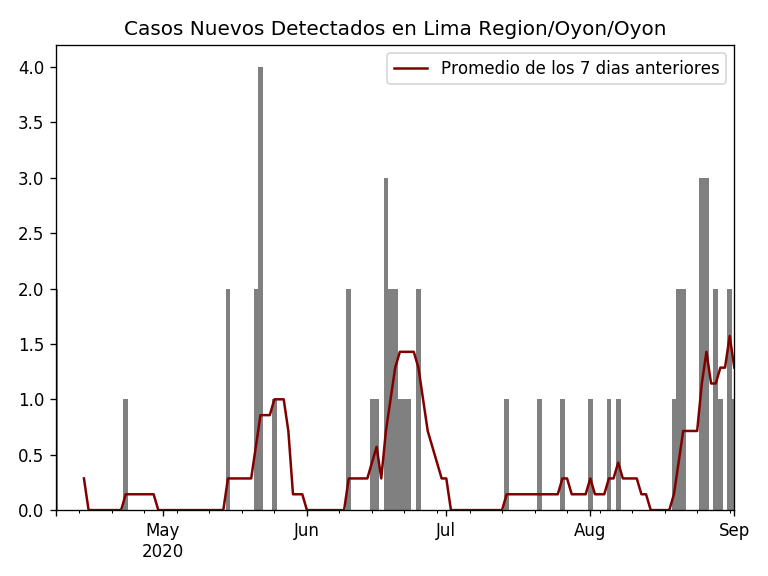 Casos Nuevos Detectados en Lima Region/Oyon/Oyon
Promedio de los 7 dias anteriores
4.0
3.5
3.0
2.5
2.0
1.5
1.0
0.5
0.0
May
2020
Jun
Jul
Aug
Sep